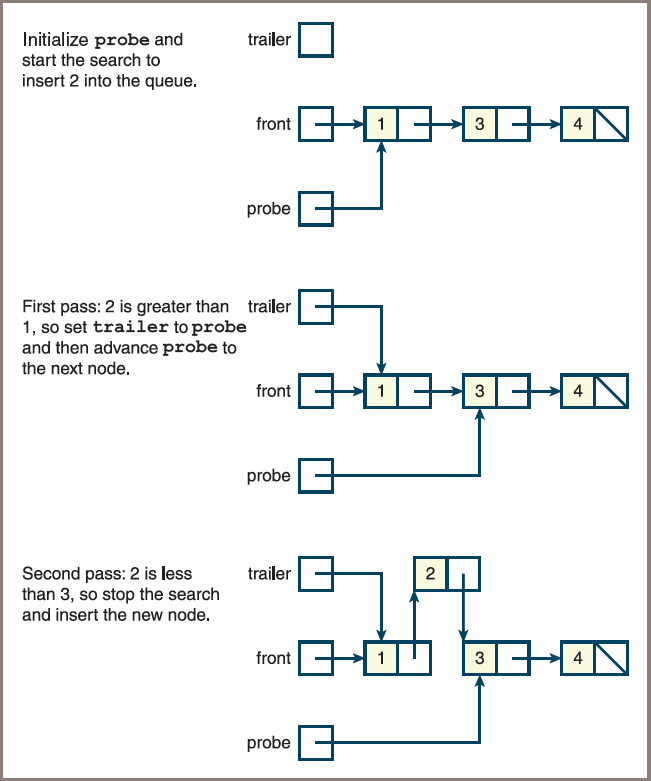 Initialize probe and
start the search to
insert 2 into the queue.
trailer
front
1
3
4
probe
First pass: 2 is greater than
1, so set trailer to probe
and then advance probe to
the next node.
trailer
front
1
3
4
probe
Second pass: 2 is less
than 3, so stop the search
and insert the new node.
trailer
2
front
1
3
4
probe